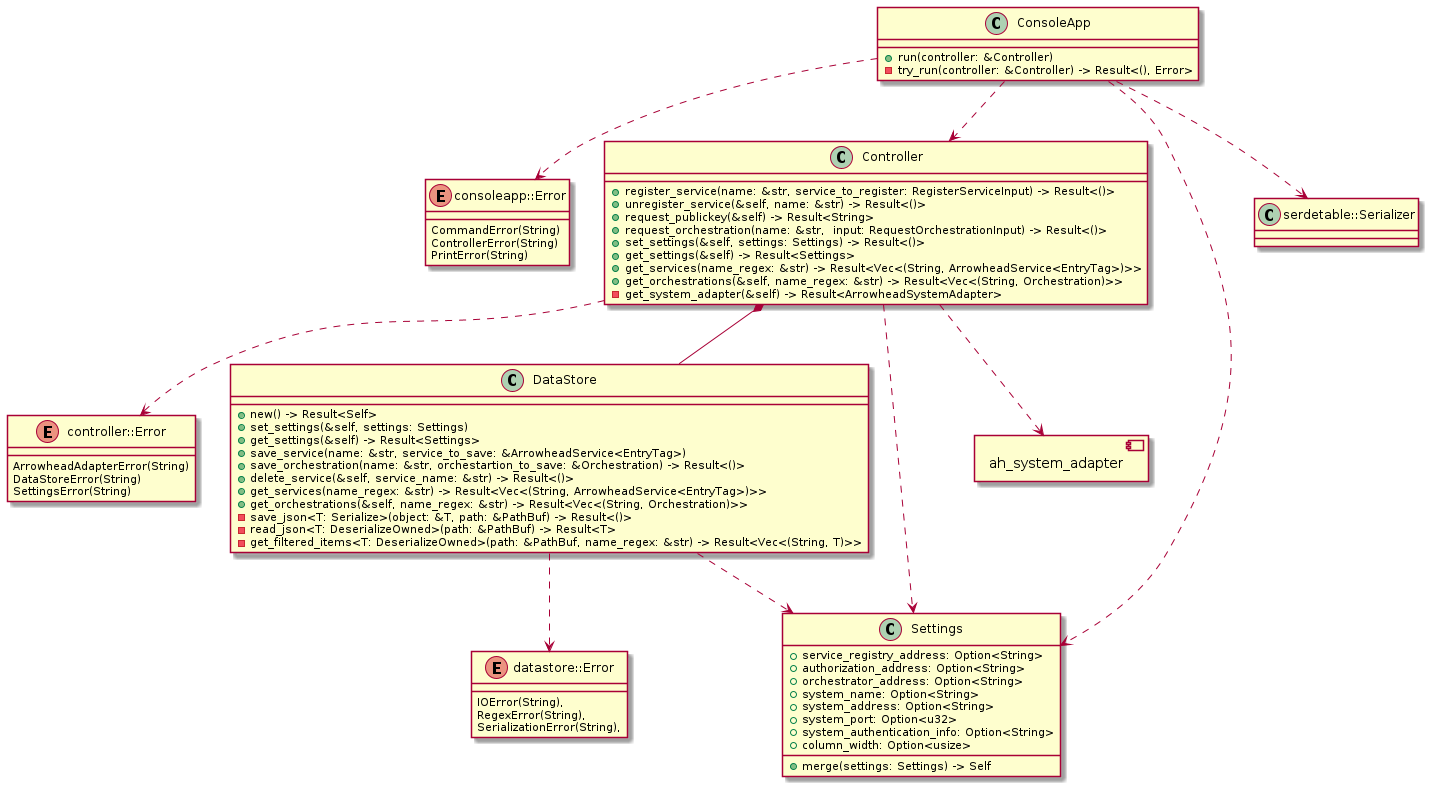 C ConsoleApp
run(controller: &Controller)
try_run(controller: &Controller) -> Result<(), Error>
E consoleapp::Error
CommandError(String)
ControllerError(String)
PrintError(String)
C Controller
register_service(name: &str, service_to_register: RegisterServiceInput) -> Result<()>
unregister_service(&self, name: &str) -> Result<()>
request_publickey(&self) -> Result<String>
request_orchestration(name: &str,  input: RequestOrchestrationInput) -> Result<()>
set_settings(&self, settings: Settings) -> Result<()>
get_settings(&self) -> Result<Settings>
get_services(name_regex: &str) -> Result<Vec<(String, ArrowheadService<EntryTag>)>>
get_orchestrations(&self, name_regex: &str) -> Result<Vec<(String, Orchestration)>>
get_system_adapter(&self) -> Result<ArrowheadSystemAdapter>
C serdetable::Serializer
E controller::Error
ArrowheadAdapterError(String)
DataStoreError(String)
SettingsError(String)
C DataStore
new() -> Result<Self>
set_settings(&self, settings: Settings)
get_settings(&self) -> Result<Settings>
save_service(name: &str, service_to_save: &ArrowheadService<EntryTag>)
save_orchestration(name: &str, orchestartion_to_save: &Orchestration) -> Result<()>
delete_service(&self, service_name: &str) -> Result<()>
get_services(name_regex: &str) -> Result<Vec<(String, ArrowheadService<EntryTag>)>>
get_orchestrations(&self, name_regex: &str) -> Result<Vec<(String, Orchestration)>>
save_json<T: Serialize>(object: &T, path: &PathBuf) -> Result<()>
read_json<T: DeserializeOwned>(path: &PathBuf) -> Result<T>
get_filtered_items<T: DeserializeOwned>(path: &PathBuf, name_regex: &str) -> Result<Vec<(String, T)>>
ah_system_adapter
E datastore::Error
IOError(String),
RegexError(String),
SerializationError(String),
C Settings
service_registry_address: Option<String>
authorization_address: Option<String>
orchestrator_address: Option<String>
system_name: Option<String>
system_address: Option<String>
system_port: Option<u32>
system_authentication_info: Option<String>
column_width: Option<usize>
merge(settings: Settings) -> Self